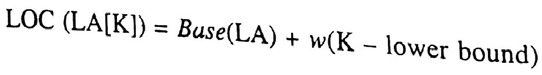 LOC (LA[K]) = Base(LA) + w(K – lower bound)